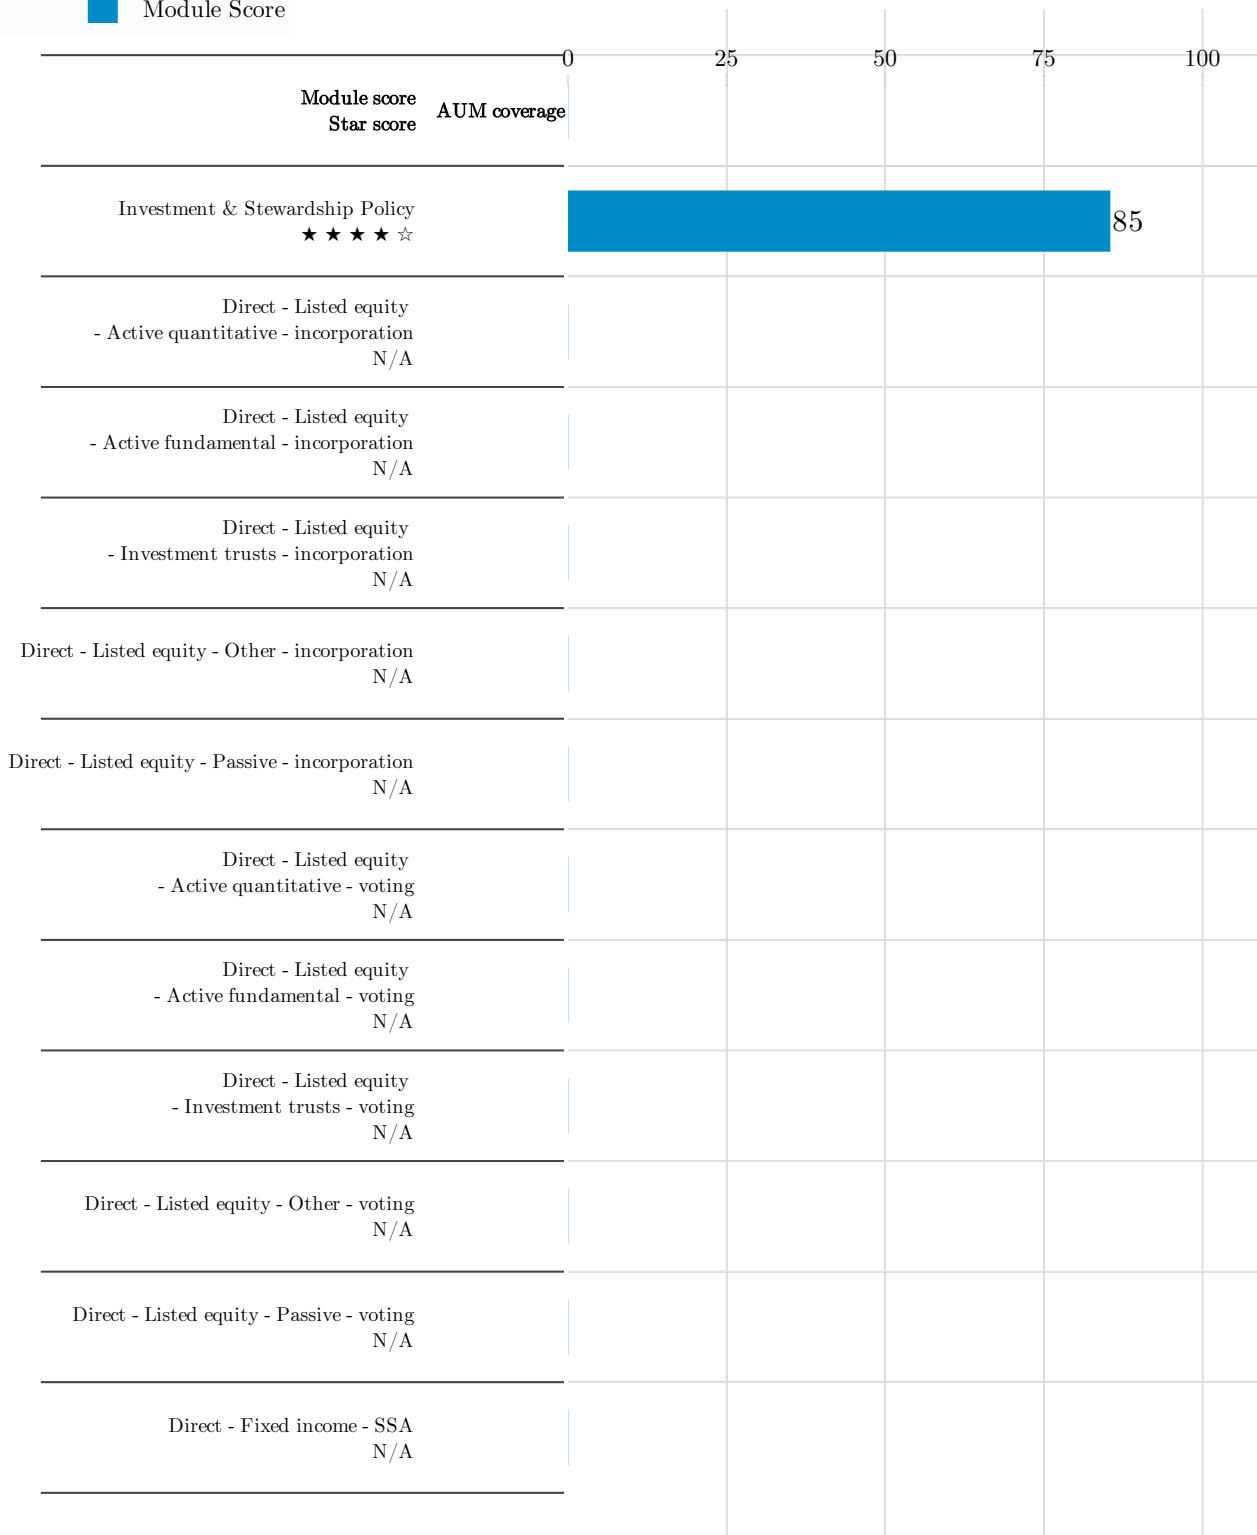 Module Score
0 25 50 75 100
Module score
Star score
AUM coverage
Investment & Stewardship Policy
★ ★ ★ ★ ☆
85
Direct - Listed equity
- Active quantitative - incorporation
N/A
Direct - Listed equity
- Active fundamental - incorporation
N/A
Direct - Listed equity
- Investment trusts - incorporation
N/A
Direct - Listed equity - Other - incorporation
N/A
Direct - Listed equity - Passive - incorporation
N/A
Direct - Listed equity
- Active quantitative - voting
N/A
Direct - Listed equity
- Active fundamental - voting
N/A
Direct - Listed equity
- Investment trusts - voting
N/A
Direct - Listed equity - Other - voting
N/A
Direct - Listed equity - Passive - voting
N/A
Direct - Fixed income - SSA
N/A